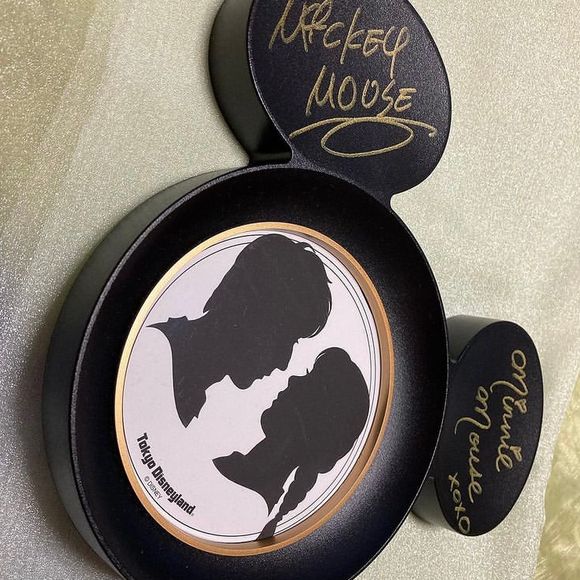 Mickey
Mouse
Minnie
Mouse
xoxo
Tokyo Disneyland®
© DISNEY